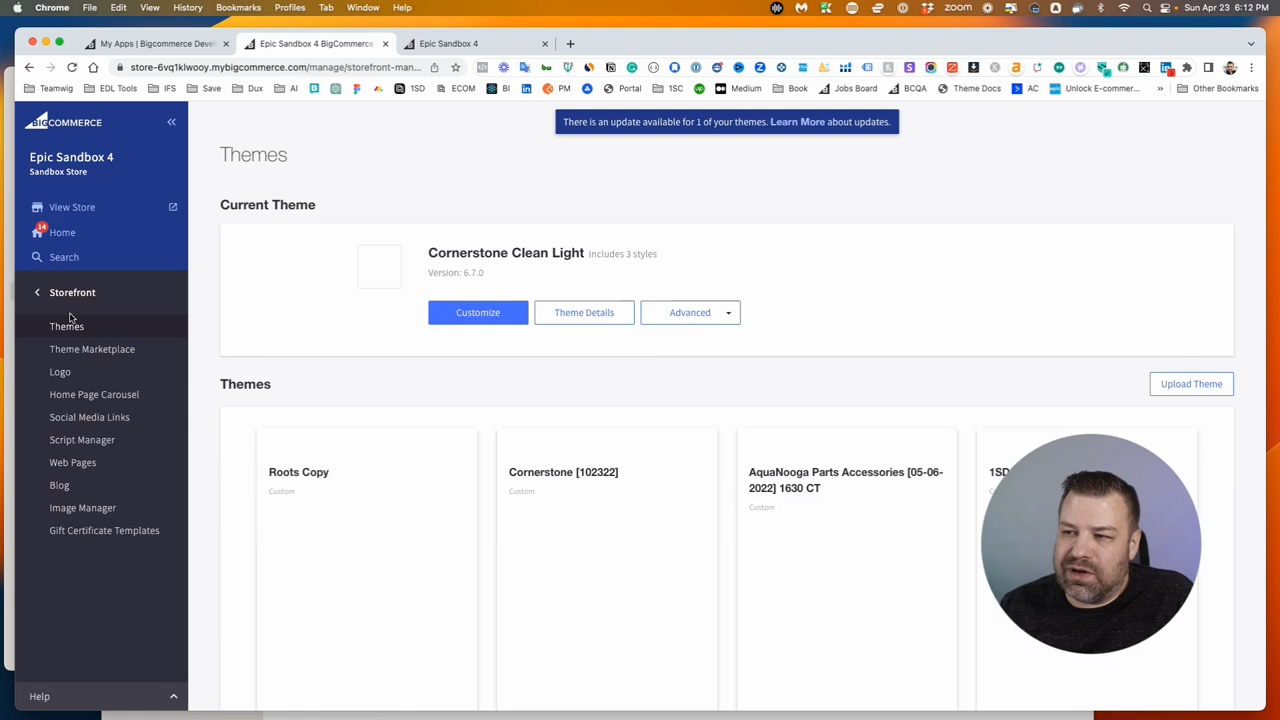 Chrome File Edit View History Bookmarks Profiles Tab Window Help
ZOOM Sun Apr 23 6:12 PM
My Apps | Bigcommerce Devel
Epic Sandbox 4 BigCommerce
Epic Sandbox 4
store-6vq1klwooy.mybigcommerce.com/manage/storefront-man...
Teamwig EDL Tools IFS Save Dux AI 1SD ECOM BI PM Portal 1SC Medium Book Jobs Board BCQA Theme Docs AC Unlock E-commer... Other Bookmarks
BIGCOMMERCE
Epic Sandbox 4
Sandbox Store
View Store
14
Home
Search
Storefront
Themes
Theme Marketplace
Logo
Home Page Carousel
Social Media Links
Script Manager
Web Pages
Blog
Image Manager
Gift Certificate Templates
Help
There is an update available for 1 of your themes. Learn More about updates.
Themes
Current Theme
Cornerstone Clean Light Includes 3 styles
Version: 6.7.0
Customize
Theme Details
Advanced
Themes
Upload Theme
Roots Copy
Custom
Cornerstone [102322]
Custom
AquaNooga Parts Accessories [05-06-
2022] 1630 CT
Custom
1SD